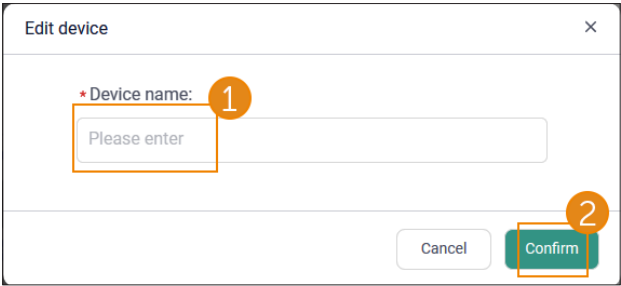 Edit device
* Device name:
1
Please enter
2
Cancel
Confirm